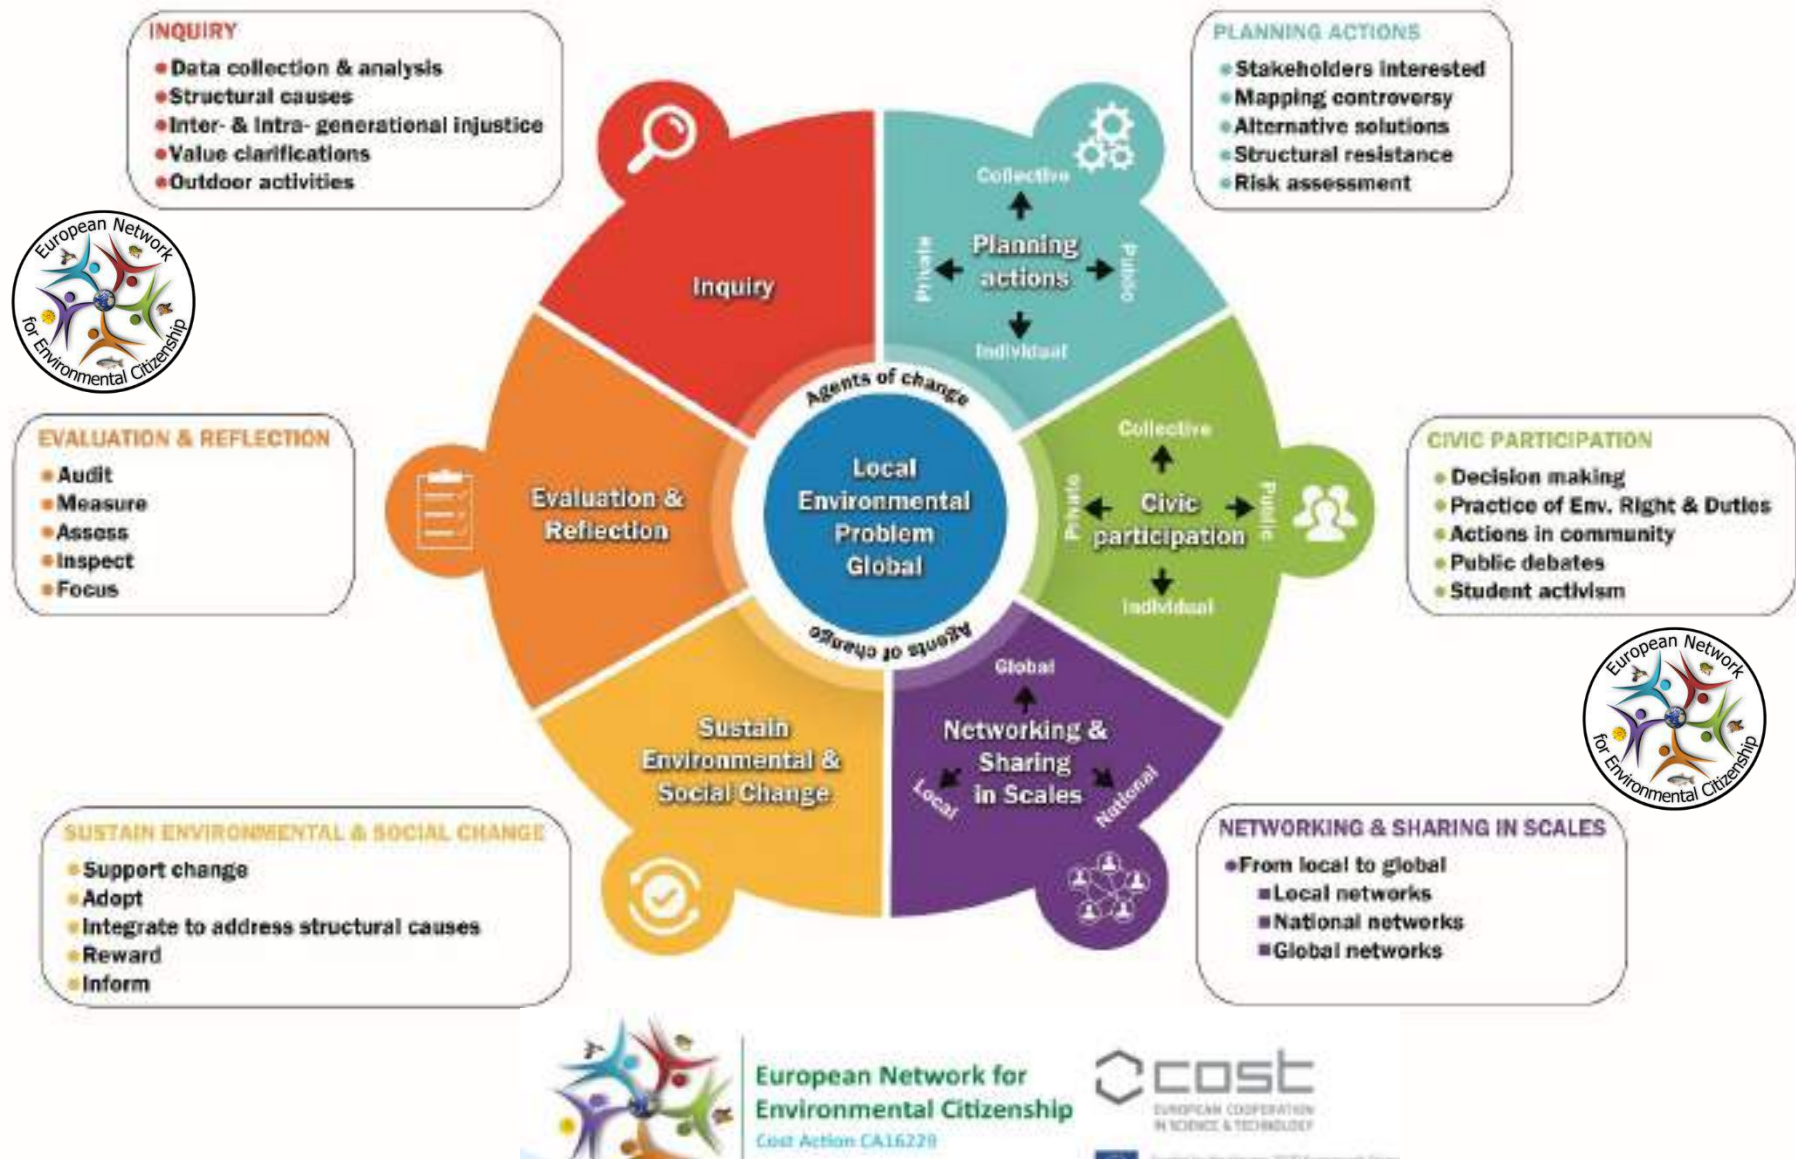 INQUIRY
Data collection & analysis
Structural causes
Inter- & Intra- generational injustice
Value clarifications
Outdoor activities
PLANNING ACTIONS
Stakeholders interested
Mapping controversy
Alternative solutions
Structural resistance
Risk assessment
European Network
for Environmental Citizenship
Inquiry
Collective
Private
Planning
actions
Public
Individual
EVALUATION & REFLECTION
Audit
Measure
Assess
Inspect
Focus
Evaluation &
Reflection
Agents of change
Local
Environmental
Problem
Global
Agents of change
Collective
Private
Civic
participation
Public
Individual
CIVIC PARTICIPATION
Decision making
Practice of Env. Right & Duties
Actions in community
Public debates
Student activism
European Network
for Environmental Citizenship
Sustain
Environmental &
Social Change
Global
Networking &
Sharing
in Scales
Local
National
SUSTAIN ENVIRONMENTAL & SOCIAL CHANGE
Support change
Adopt
Integrate to address structural causes
Reward
Inform
NETWORKING & SHARING IN SCALES
From local to global
Local networks
National networks
Global networks
European Network for
Environmental Citizenship
Cost Action CA16229
cost
EUROPEAN COOPERATION
IN SCIENCE & TECHNOLOGY